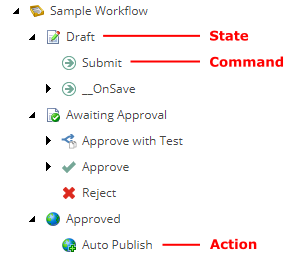 Sample Workflow
Draft State
Submit Command
__OnSave
Awaiting Approval
Approve with Test
Approve
Reject
Approved
Auto Publish Action